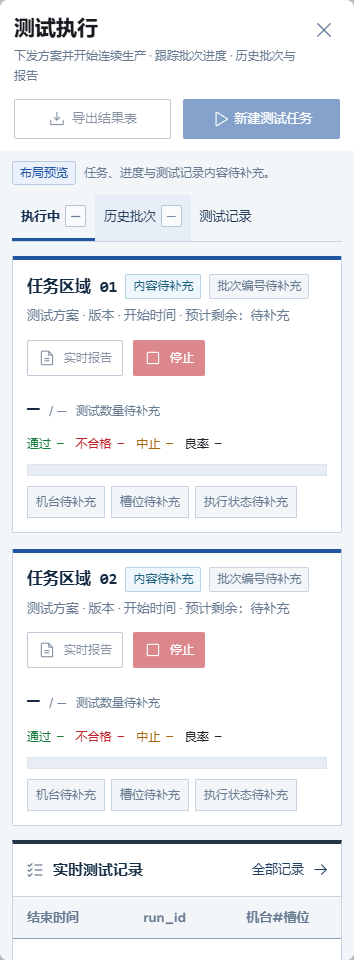 测试执行
下发方案并开始连续生产 · 跟踪批次进度 · 历史批次与
报告
导出结果表
新建测试任务
布局预览 任务、进度与测试记录内容待补充。
执行中 — 历史批次 — 测试记录
任务区域 01 内容待补充 批次编号待补充
测试方案 · 版本 · 开始时间 · 预计剩余: 待补充
实时报告 停止
— / — 测试数量待补充
通过 — 不合格 — 中止 — 良率 —
机台待补充 槽位待补充 执行状态待补充
任务区域 02 内容待补充 批次编号待补充
测试方案 · 版本 · 开始时间 · 预计剩余: 待补充
实时报告 停止
— / — 测试数量待补充
通过 — 不合格 — 中止 — 良率 —
机台待补充 槽位待补充 执行状态待补充
实时测试记录 全部记录 →
结束时间 run_id 机台#槽位